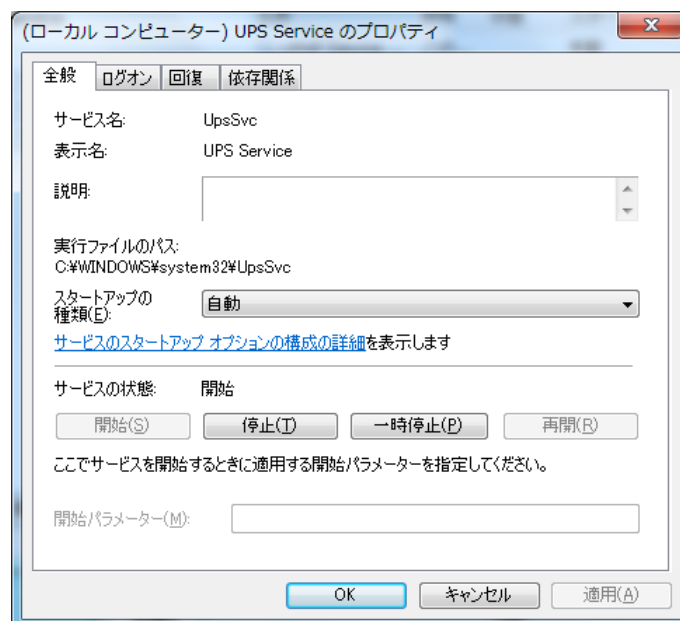 (ローカル コンピューター) UPS Service のプロパティ
全般 ログオン 回復 依存関係
サービス名: UpsSvc
表示名: UPS Service
説明:
実行ファイルのパス:
C:¥WINDOWS¥system32¥UpsSvc
スタートアップの
種類(E): 自動
サービスのスタートアップ オプションの構成の詳細を表示します
サービスの状態: 開始
開始(S) 停止(T) 一時停止(P) 再開(R)
ここでサービスを開始するときに適用する開始パラメーターを指定してください。
開始パラメーター(M):
OK キャンセル 適用(A)